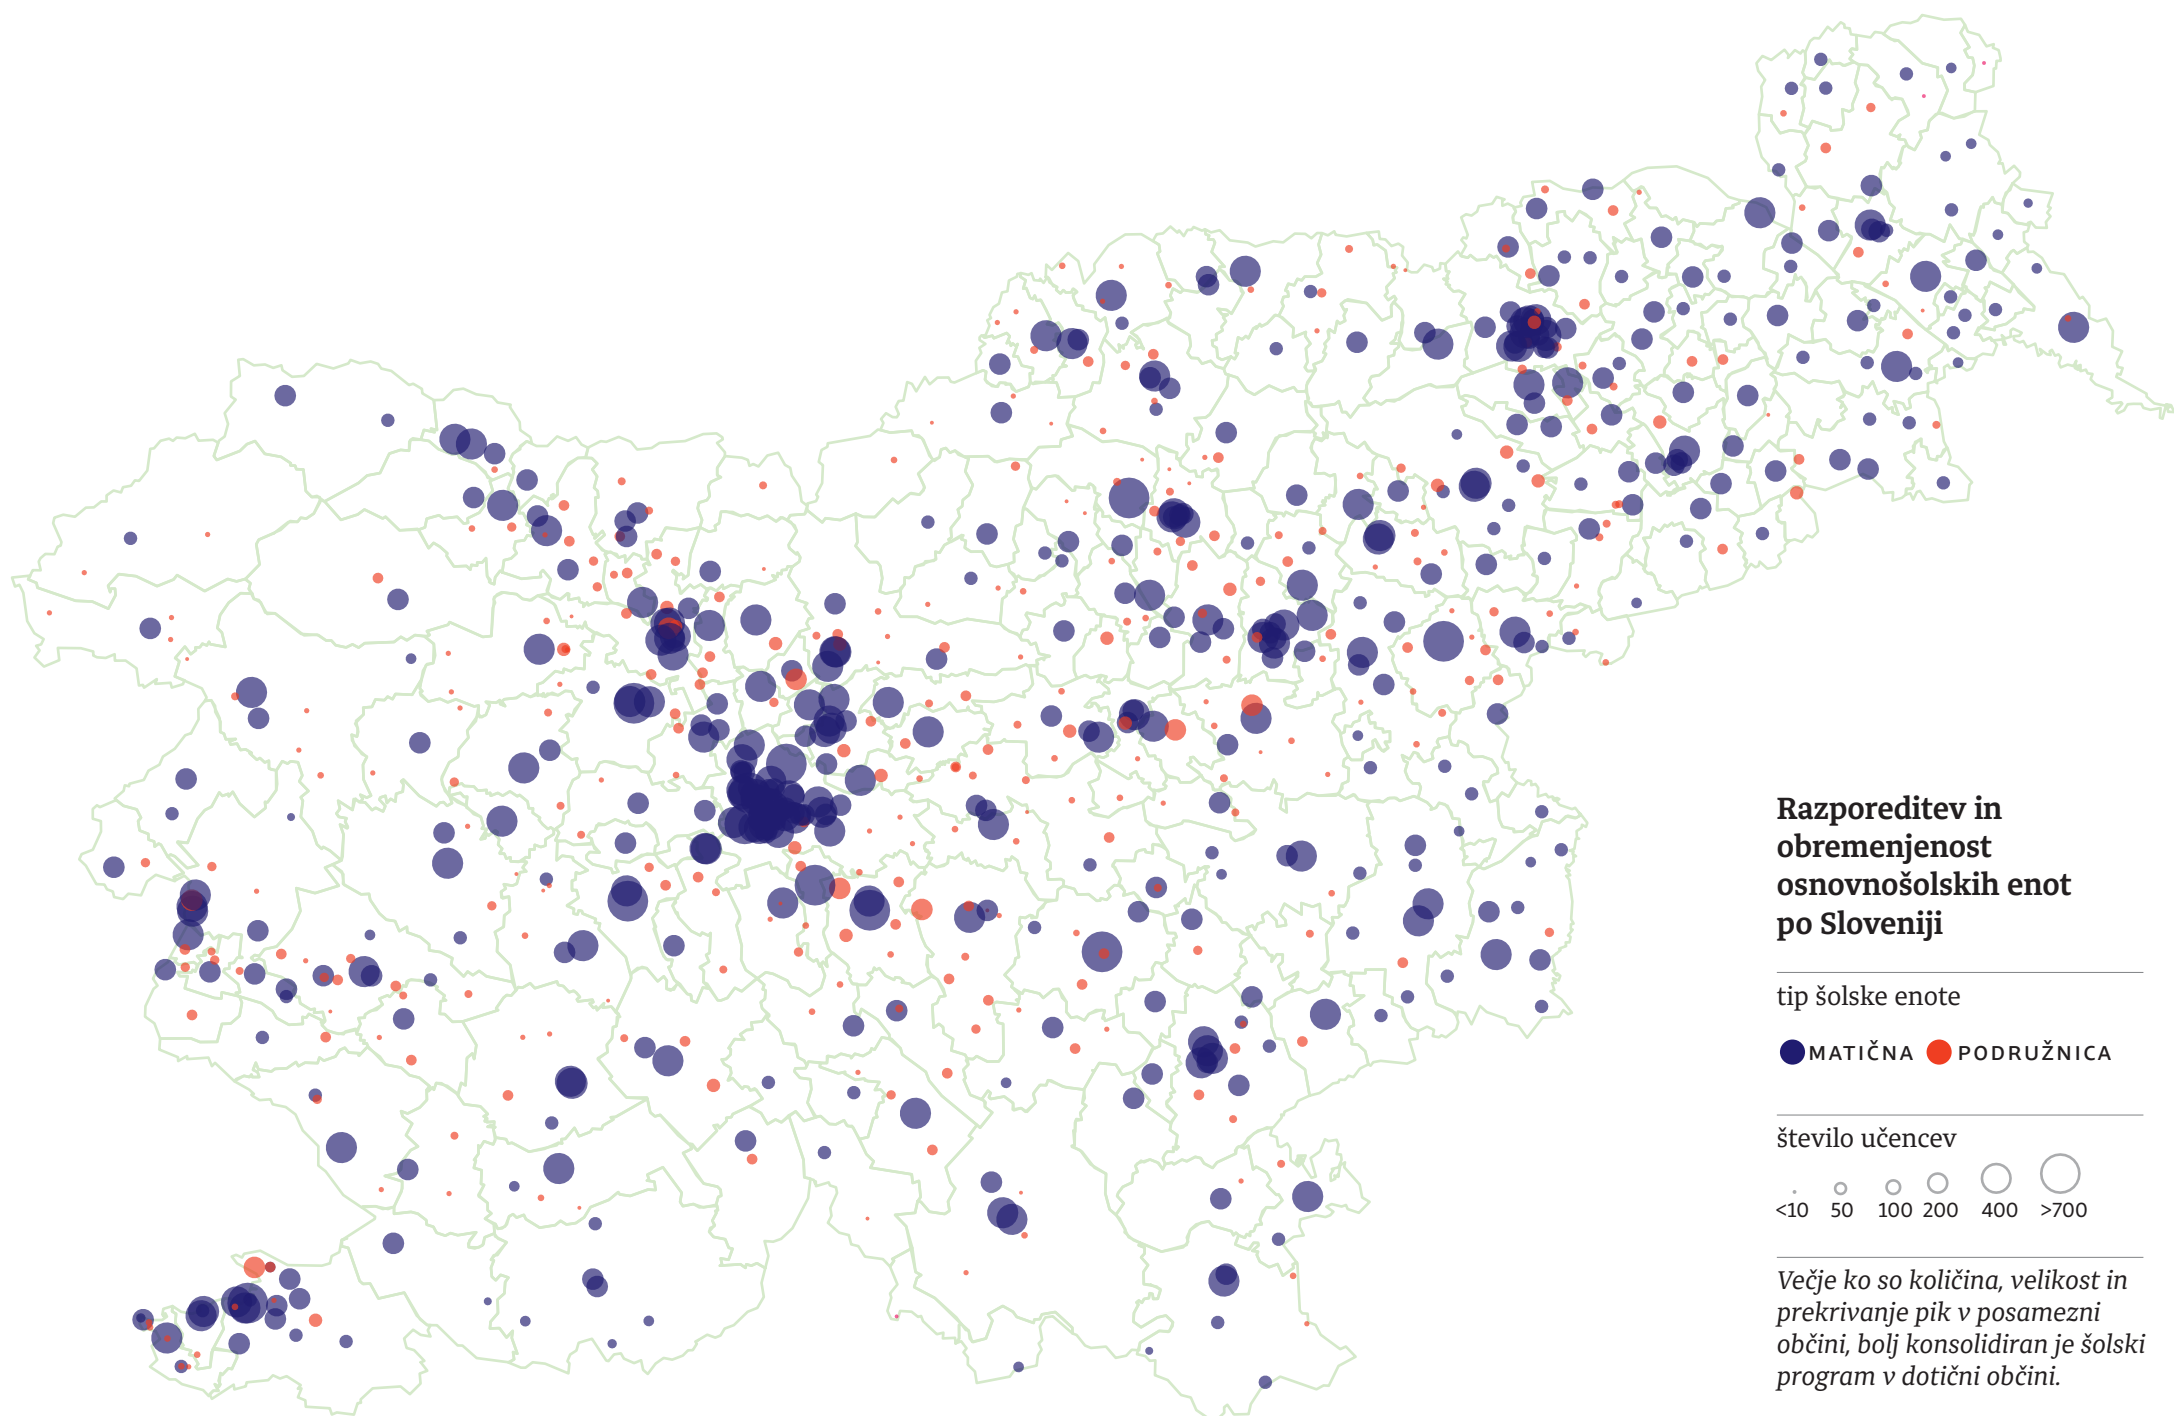 Razporeditev in
obremenjenost
osnovnošolskih enot
po Sloveniji
tip šolske enote
MATIČNA PODRUŽNICA
število učencev
<10 50 100 200 400 >700
Večje ko so količina, velikost in
prekrivanje pik v posamezni
občini, bolj konsolidiran je šolski
program v dotični občini.